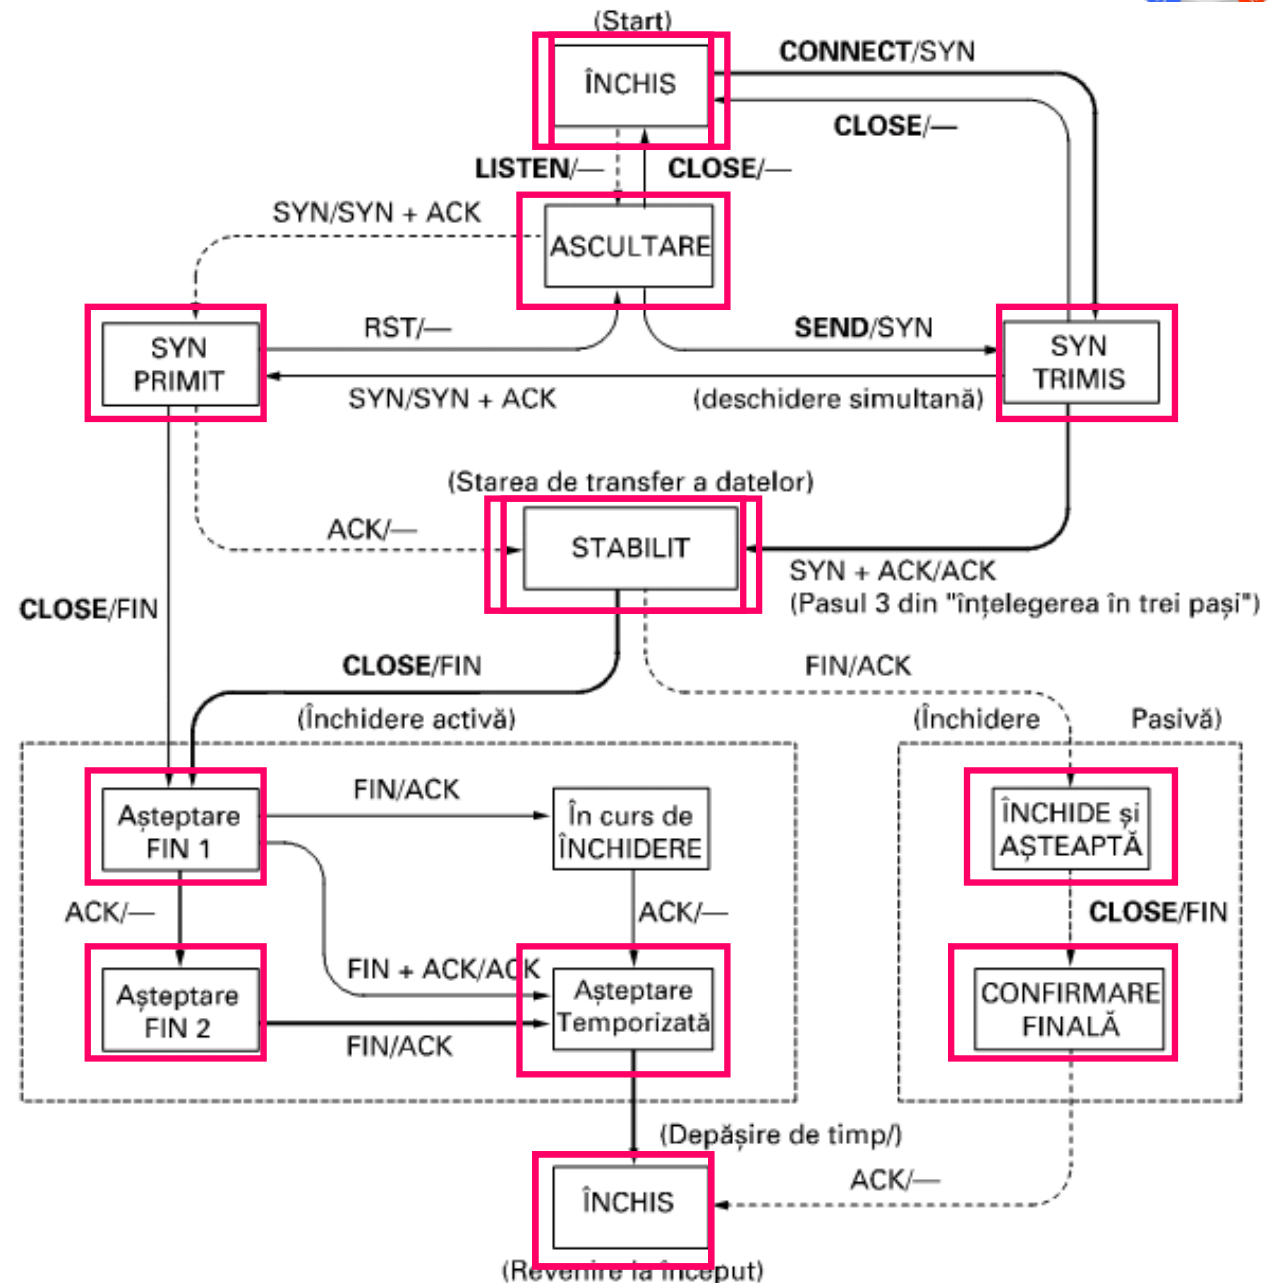 (Start)
ÎNCHIS
CONNECT/SYN
CLOSE/—
LISTEN/—
CLOSE/—
SYN/SYN + ACK
ASCULTARE
RST/—
SEND/SYN
SYN
PRIMIT
SYN
TRIMIS
SYN/SYN + ACK
(deschidere simultană)
(Starea de transfer a datelor)
ACK/—
STABILIT
SYN + ACK/ACK
(Pasul 3 din "înțelegerea în trei pași")
CLOSE/FIN
CLOSE/FIN
FIN/ACK
(Închidere activă)
(Închidere Pasivă)
Așteptare
FIN 1
FIN/ACK
În curs de
ÎNCHIDERE
ÎNCHIDE și
AȘTEAPTĂ
ACK/—
ACK/—
CLOSE/FIN
Așteptare
FIN 2
FIN + ACK/ACK
FIN/ACK
Așteptare
Temporizată
CONFIRMARE
FINALĂ
(Depășire de timp/)
ACK/—
ÎNCHIS
(Revenire la început)